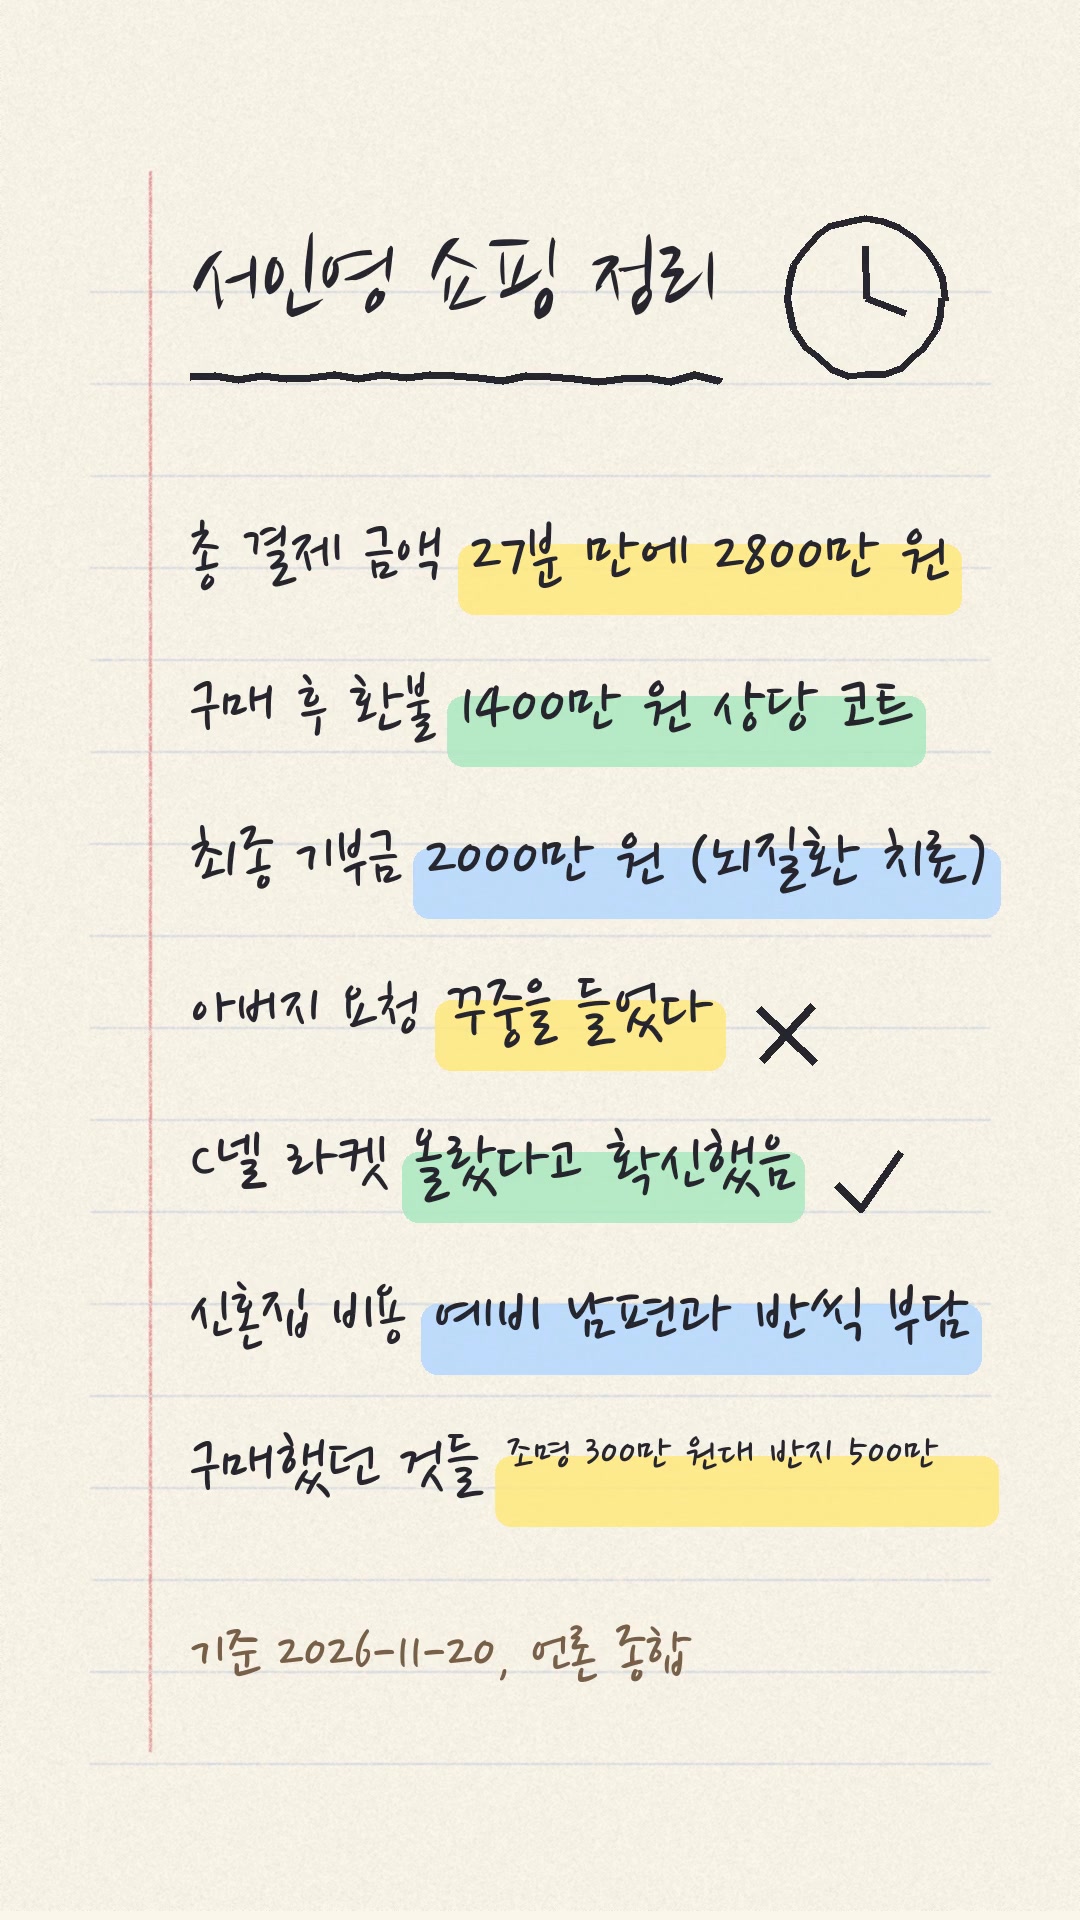 서인영 쇼핑 정리
총 결제 금액 27분 만에 2800만 원
구매 후 환불 1400만 원 상당 코트
최종 기부금 2000만 원 (뇌질환 치료)
아버지 요청 꾸중을 들었다
C넬 라켓 올랐다고 확신했음
신혼집 비용 예비 남편과 반씩 부담
구매했던 것들 조명 300만 원대 반지 500만
기준 2026-11-20, 언론 종합